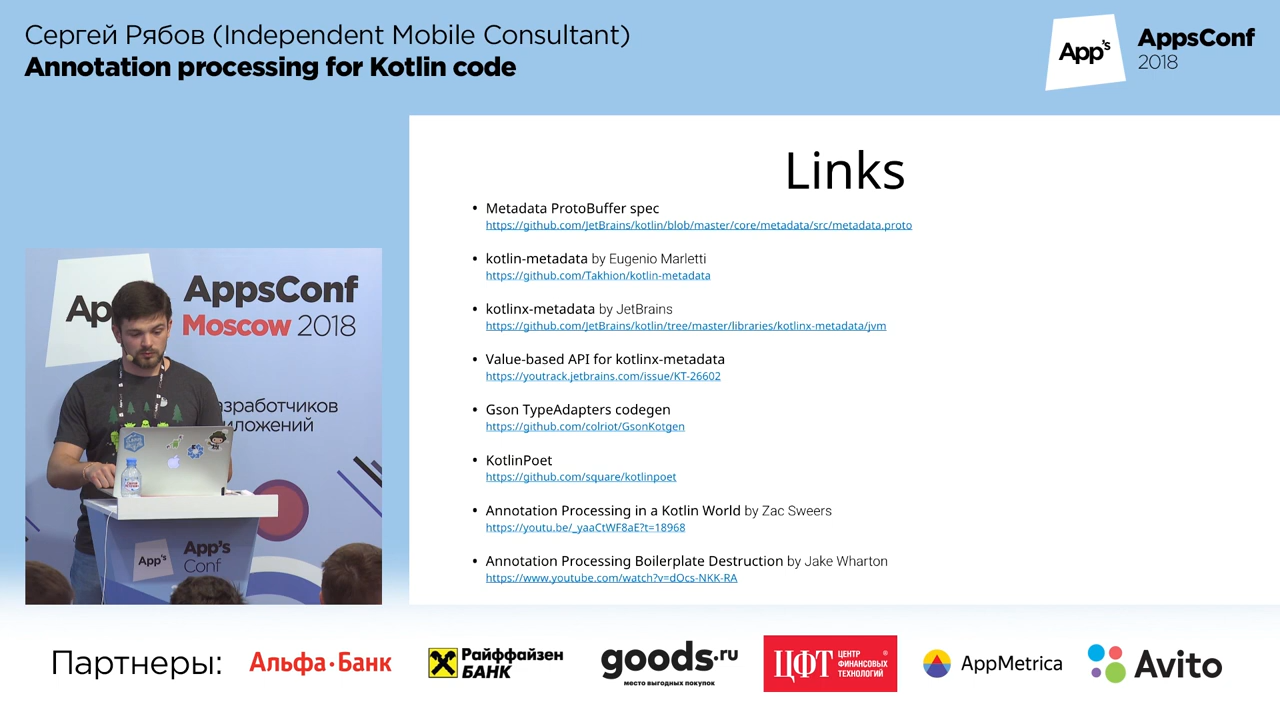 Сергей Рябов (Independent Mobile Consultant)
Annotation processing for Kotlin code
App's
AppsConf
2018
Links
• Metadata ProtoBuffer spec
https://github.com/JetBrains/kotlin/blob/master/core/metadata/src/metadata.proto
• kotlin-metadata by Eugenio Marletti
https://github.com/Takhion/kotlin-metadata
• kotlinx-metadata by JetBrains
https://github.com/JetBrains/kotlin/tree/master/libraries/kotlinx-metadata/jvm
• Value-based API for kotlinx-metadata
https://youtrack.jetbrains.com/issue/KT-26602
• Gson TypeAdapters codegen
https://github.com/colriot/GsonKotgen
• KotlinPoet
https://github.com/square/kotlinpoet
• Annotation Processing in a Kotlin World by Zac Sweers
https://youtu.be/_yaaCtWF8aE?t=18968
• Annotation Processing Boilerplate Destruction by Jake Wharton
https://www.youtube.com/watch?v=dOcs-NKK-RA
Ap
AppsConf
Moscow 2018
азработчиков
иложений
App's
App's
Conf
Партнеры:
Альфа·Банк
Райффайзен
БАНК
goods.ru
место выгодных покупок
ЦФТ
ЦЕНТР
ФИНАНСОВЫХ
ТЕХНОЛОГИЙ
®
AppMetrica
Avito